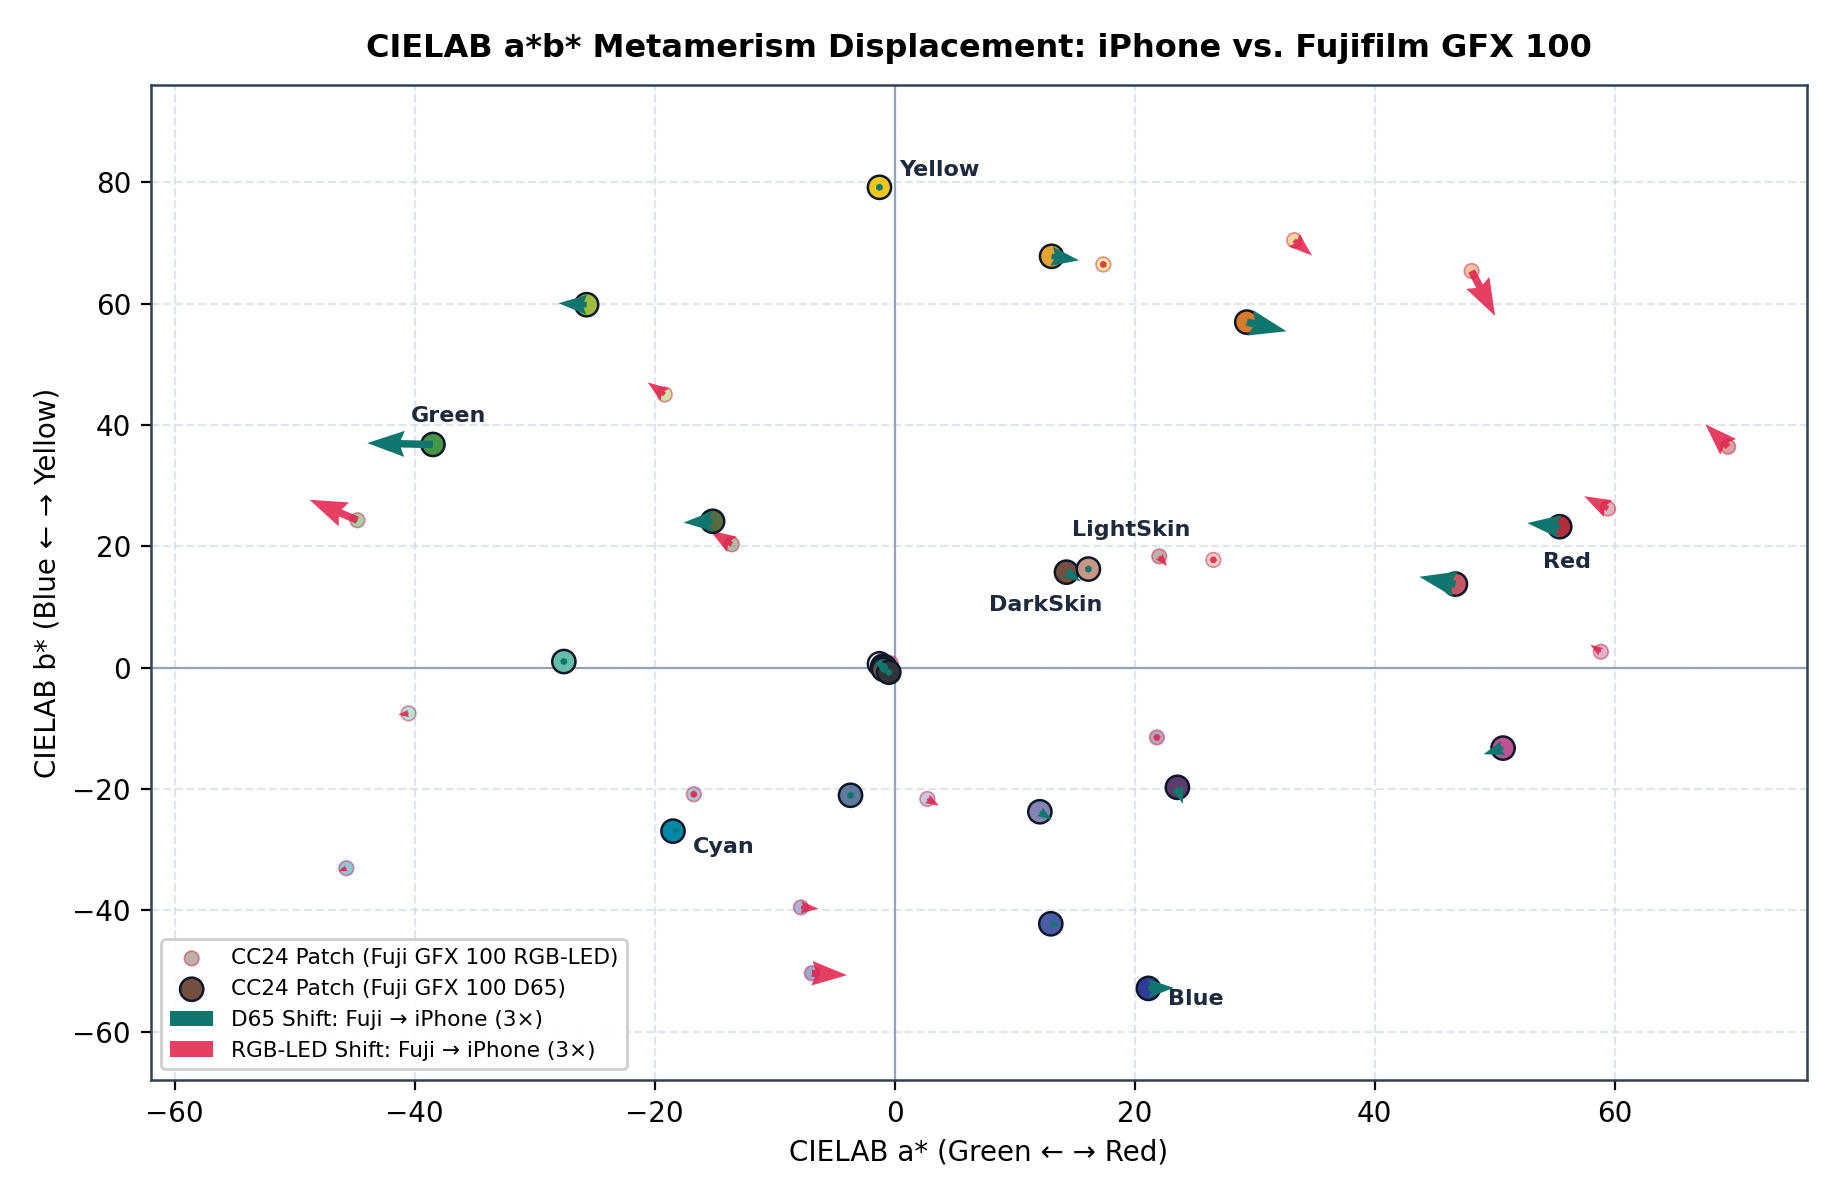 CIELAB a*b* Metamerism Displacement: iPhone vs. Fujifilm GFX 100
CIELAB b* (Blue ← → Yellow)
80
60
40
20
0
−20
−40
−60
Yellow
Green
LightSkin
DarkSkin
Red
Cyan
Blue
CC24 Patch (Fuji GFX 100 RGB-LED)
CC24 Patch (Fuji GFX 100 D65)
D65 Shift: Fuji → iPhone (3×)
RGB-LED Shift: Fuji → iPhone (3×)
−60 −40 −20 0 20 40 60
CIELAB a* (Green ← → Red)